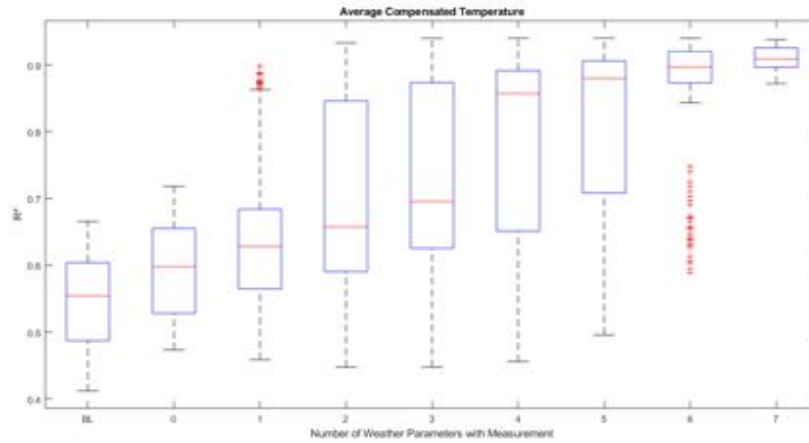 Average Compensated Temperature
R²
0.9
0.8
0.7
0.6
0.5
0.4
BL 0 1 2 3 4 5 6 7
Number of Weather Parameters with Measurement